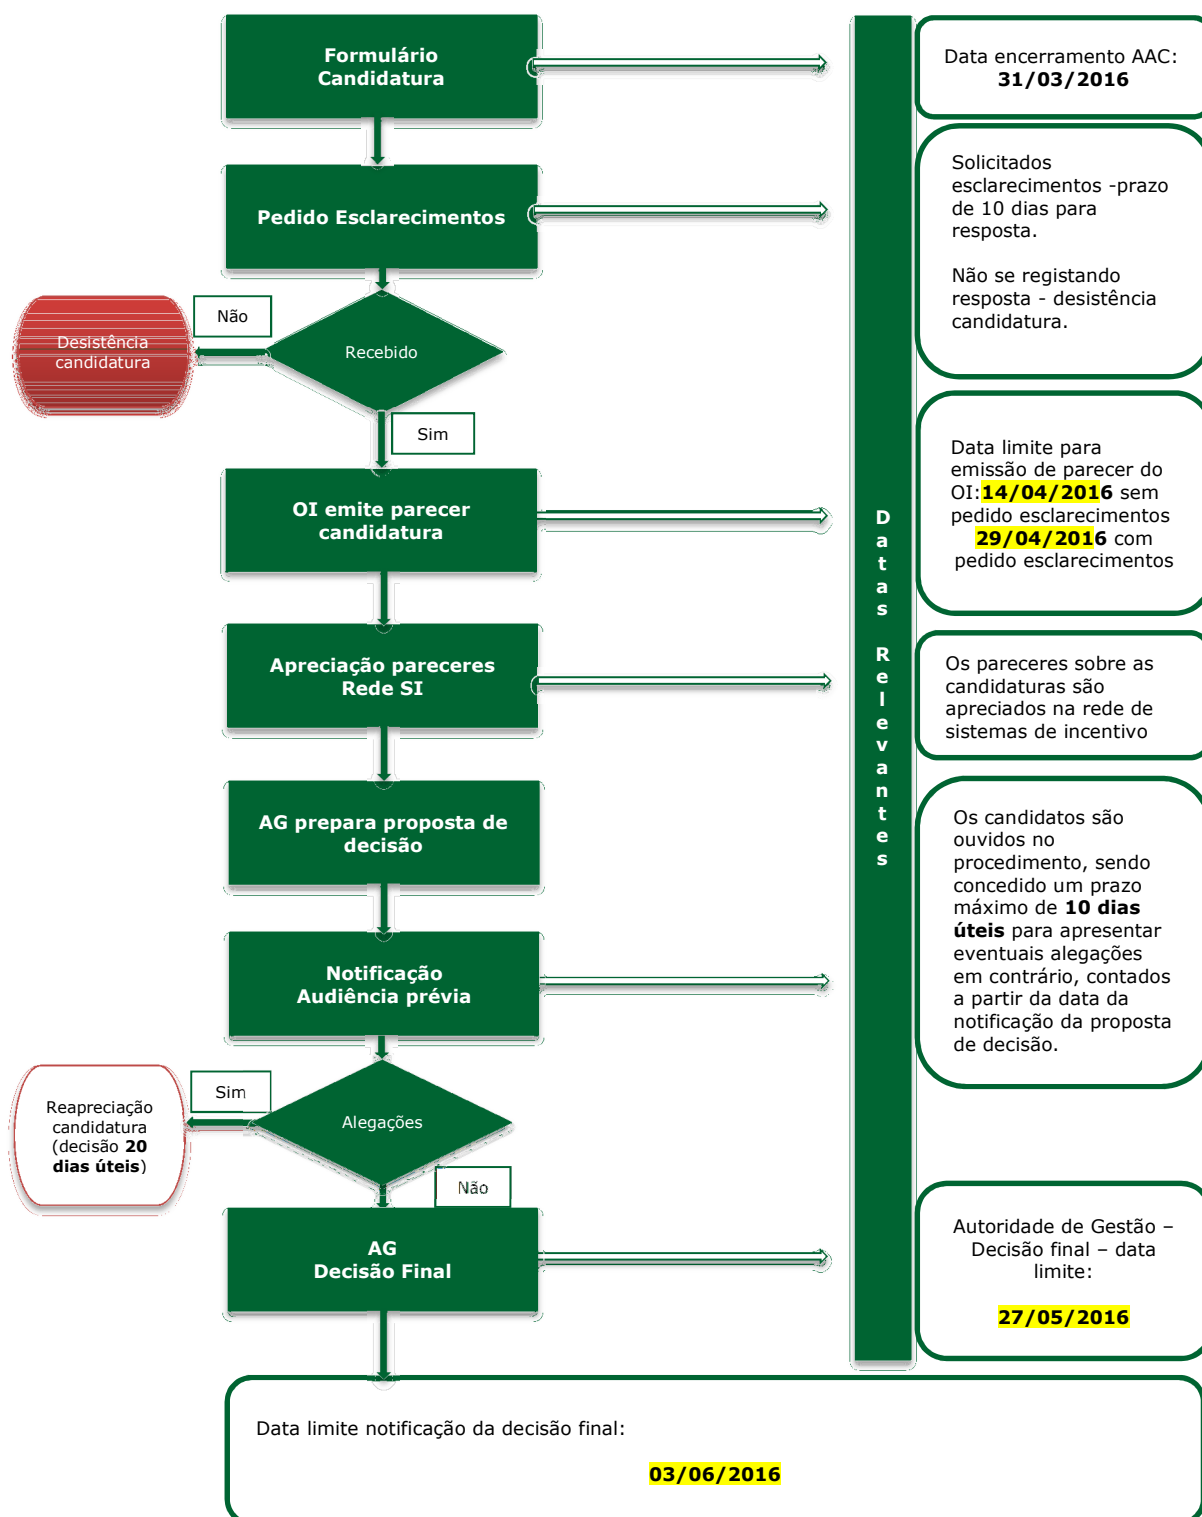 Formulário
Candidatura
Data encerramento AAC:
31/03/2016
Pedido Esclarecimentos
Solicitados
esclarecimentos -prazo
de 10 dias para
resposta.
Não se registando
resposta - desistência
candidatura.
Não
Desistência
candidatura
Recebido
Sim
OI emite parecer
candidatura
Data limite para
emissão de parecer do
OI:14/04/2016 sem
pedido esclarecimentos
29/04/2016 com
pedido esclarecimentos
Datas Relevantes
Apreciação pareceres
Rede SI
Os pareceres sobre as
candidaturas são
apreciados na rede de
sistemas de incentivo
AG prepara proposta de
decisão
Os candidatos são
ouvidos no
procedimento, sendo
concedido um prazo
máximo de 10 dias
úteis para apresentar
eventuais alegações
em contrário, contados
a partir da data da
notificação da proposta
de decisão.
Notificação
Audiência prévia
Sim
Reapreciação
candidatura
(decisão 20
dias úteis)
Alegações
Não
AG
Decisão Final
Autoridade de Gestão –
Decisão final – data
limite:
27/05/2016
Data limite notificação da decisão final:
03/06/2016